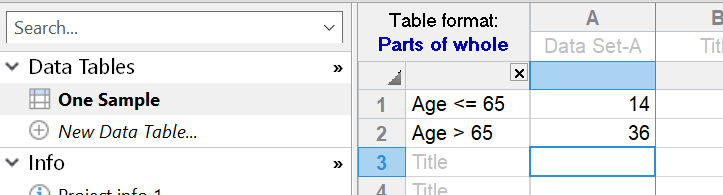 Search...
Data Tables »
One Sample
New Data Table...
Info »
Project info 1
Table format:
Parts of whole
A
B
Data Set-A
Tit
1 Age <= 65 14
2 Age > 65 36
3 Title
4 Title